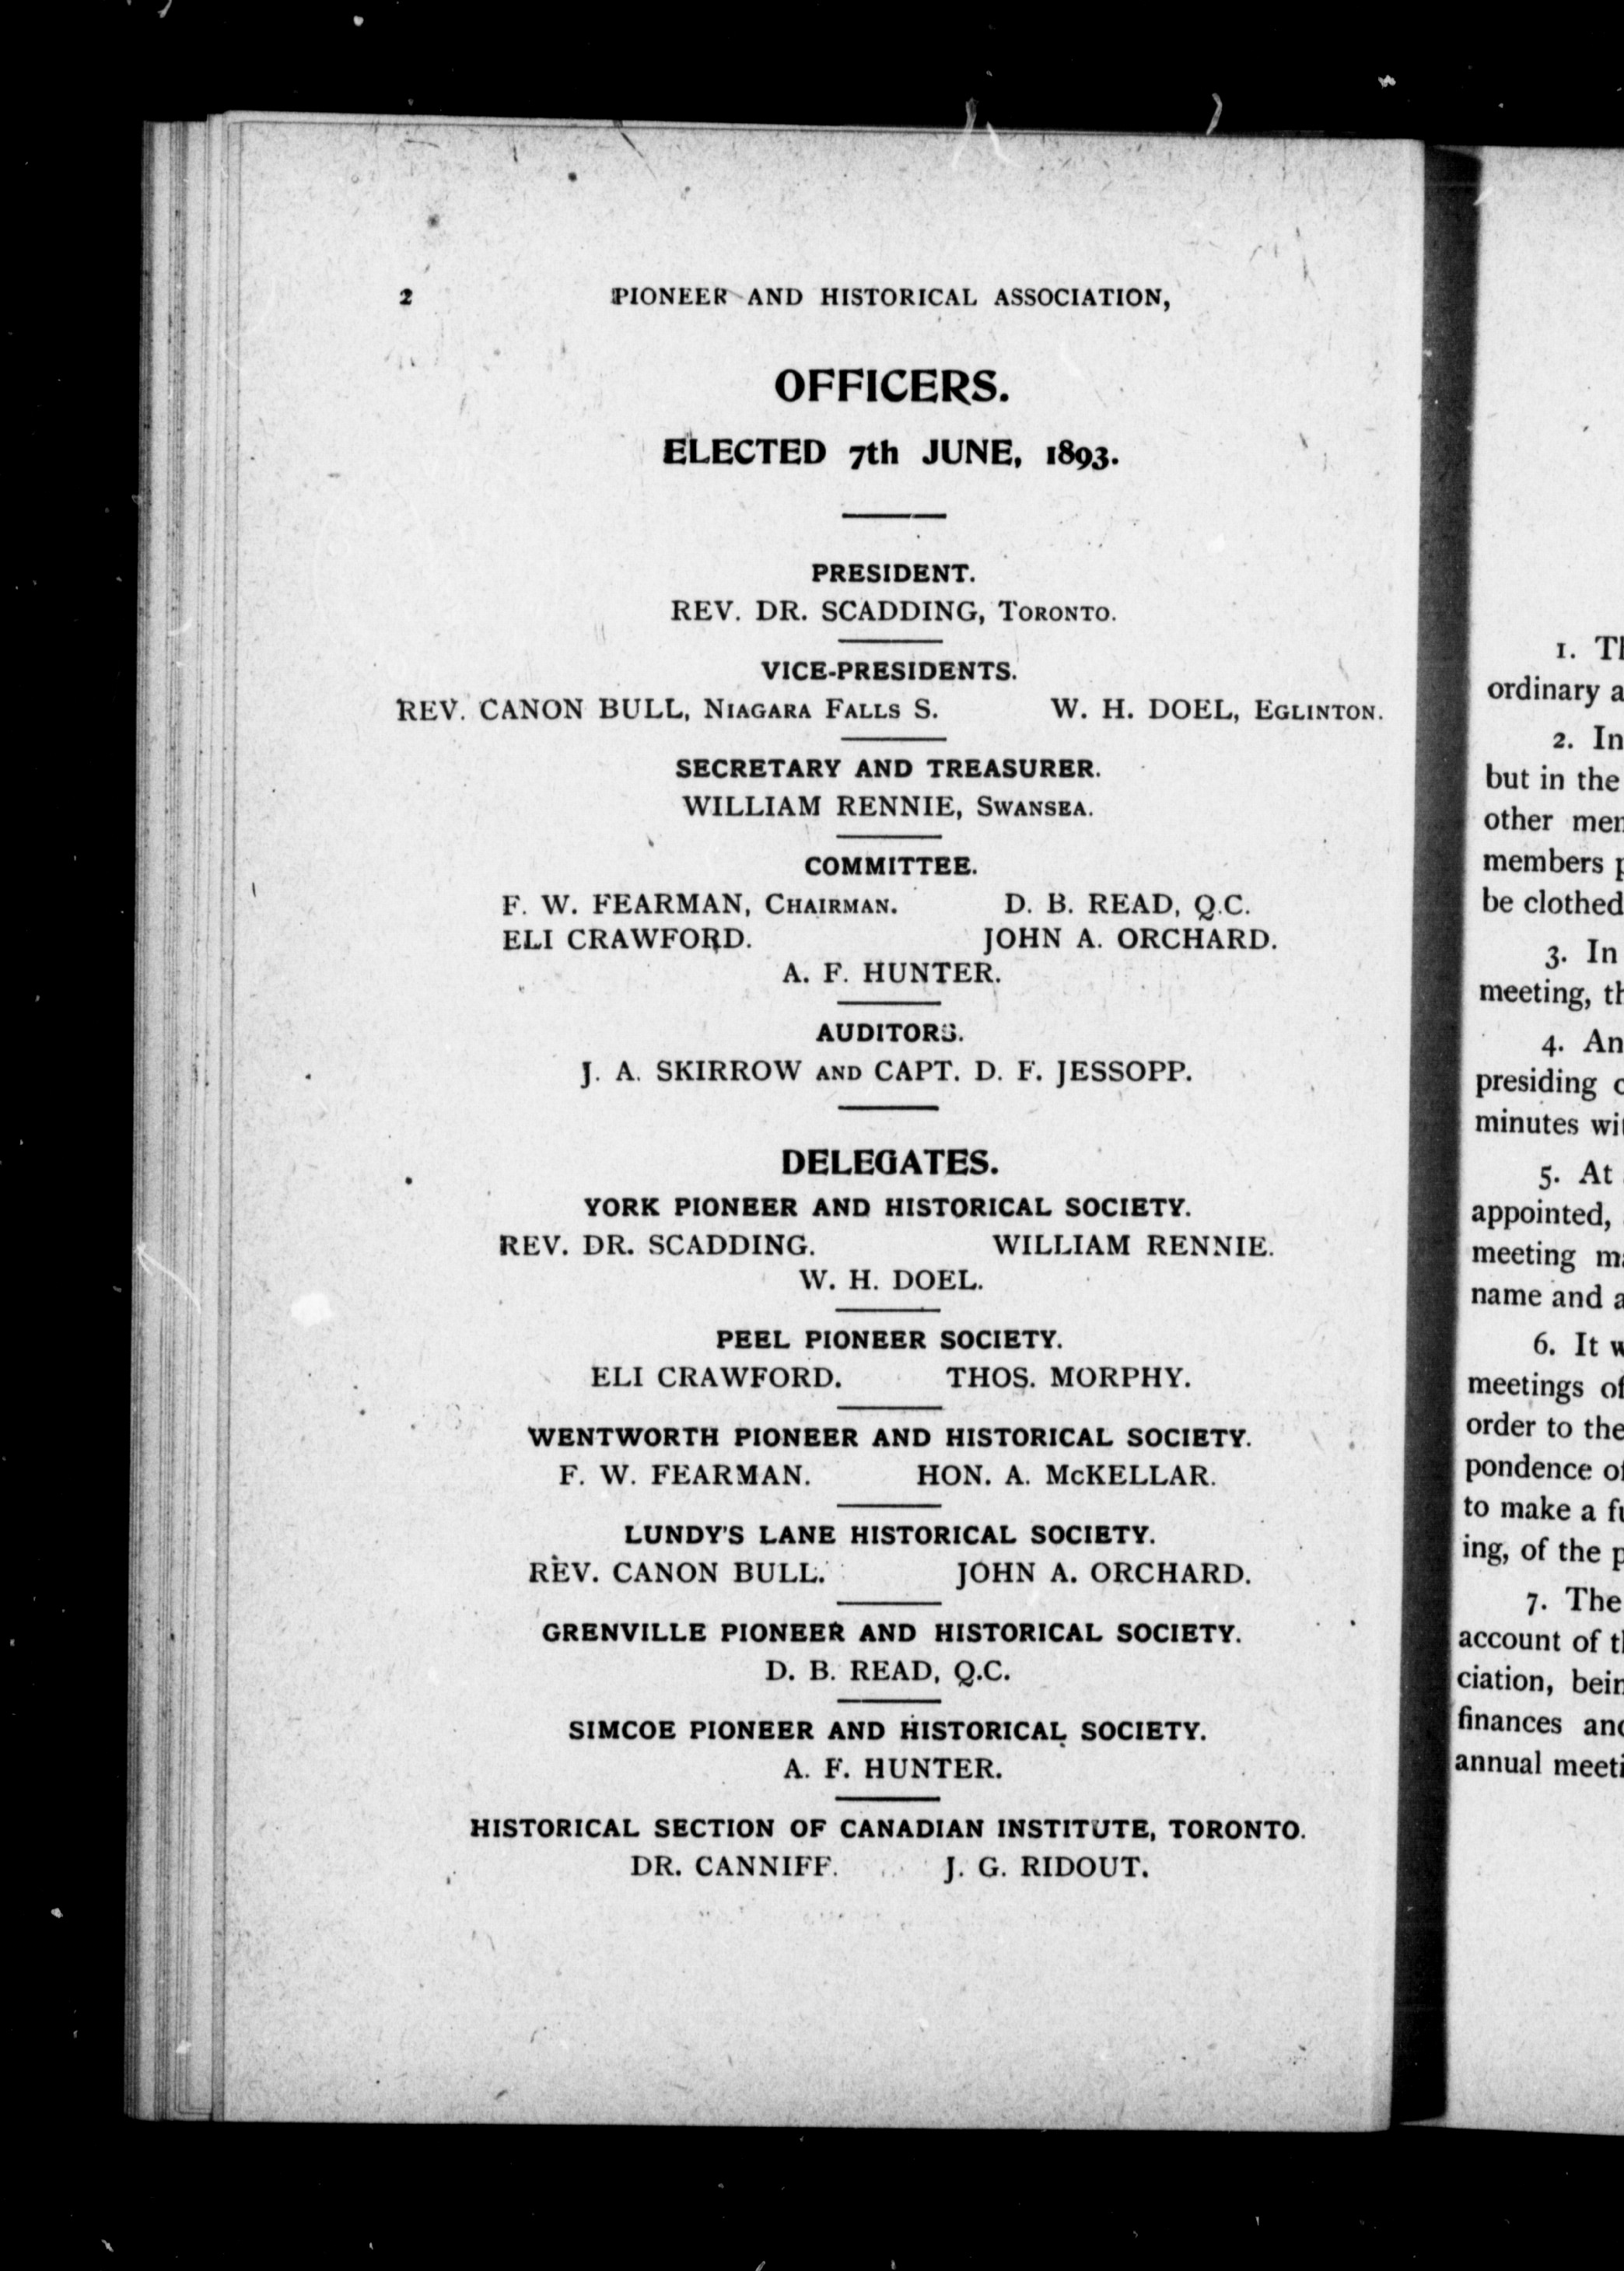 2 PIONEER AND HISTORICAL ASSOCIATION,
OFFICERS.
ELECTED 7th JUNE, 1893.
PRESIDENT.
REV. DR. SCADDING, TORONTO.
VICE-PRESIDENTS.
REV. CANON BULL, NIAGARA FALLS S. W. H. DOEL, EGLINTON.
SECRETARY AND TREASURER.
WILLIAM RENNIE, SWANSEA.
COMMITTEE.
F. W. FEARMAN, CHAIRMAN. D. B. READ, Q.C.
ELI CRAWFORD. JOHN A. ORCHARD.
A. F. HUNTER.
AUDITORS.
J. A. SKIRROW AND CAPT. D. F. JESSOPP.
DELEGATES.
YORK PIONEER AND HISTORICAL SOCIETY.
REV. DR. SCADDING. WILLIAM RENNIE.
W. H. DOEL.
PEEL PIONEER SOCIETY.
ELI CRAWFORD. THOS. MORPHY.
WENTWORTH PIONEER AND HISTORICAL SOCIETY.
F. W. FEARMAN. HON. A. McKELLAR.
LUNDY'S LANE HISTORICAL SOCIETY.
REV. CANON BULL. JOHN A. ORCHARD.
GRENVILLE PIONEER AND HISTORICAL SOCIETY.
D. B. READ, Q.C.
SIMCOE PIONEER AND HISTORICAL SOCIETY.
A. F. HUNTER.
HISTORICAL SECTION OF CANADIAN INSTITUTE, TORONTO.
DR. CANNIFF. J. G. RIDOUT.
1.
ordinary
2. In
but in the
other
members
be clothed
3. In
meeting,
4. An
presiding
minutes
5. At
appointed,
meeting
name and
6. It
meetings
order to the
pondence
to make a
ing, of the
7. The
account of
ciation,
finances
annual